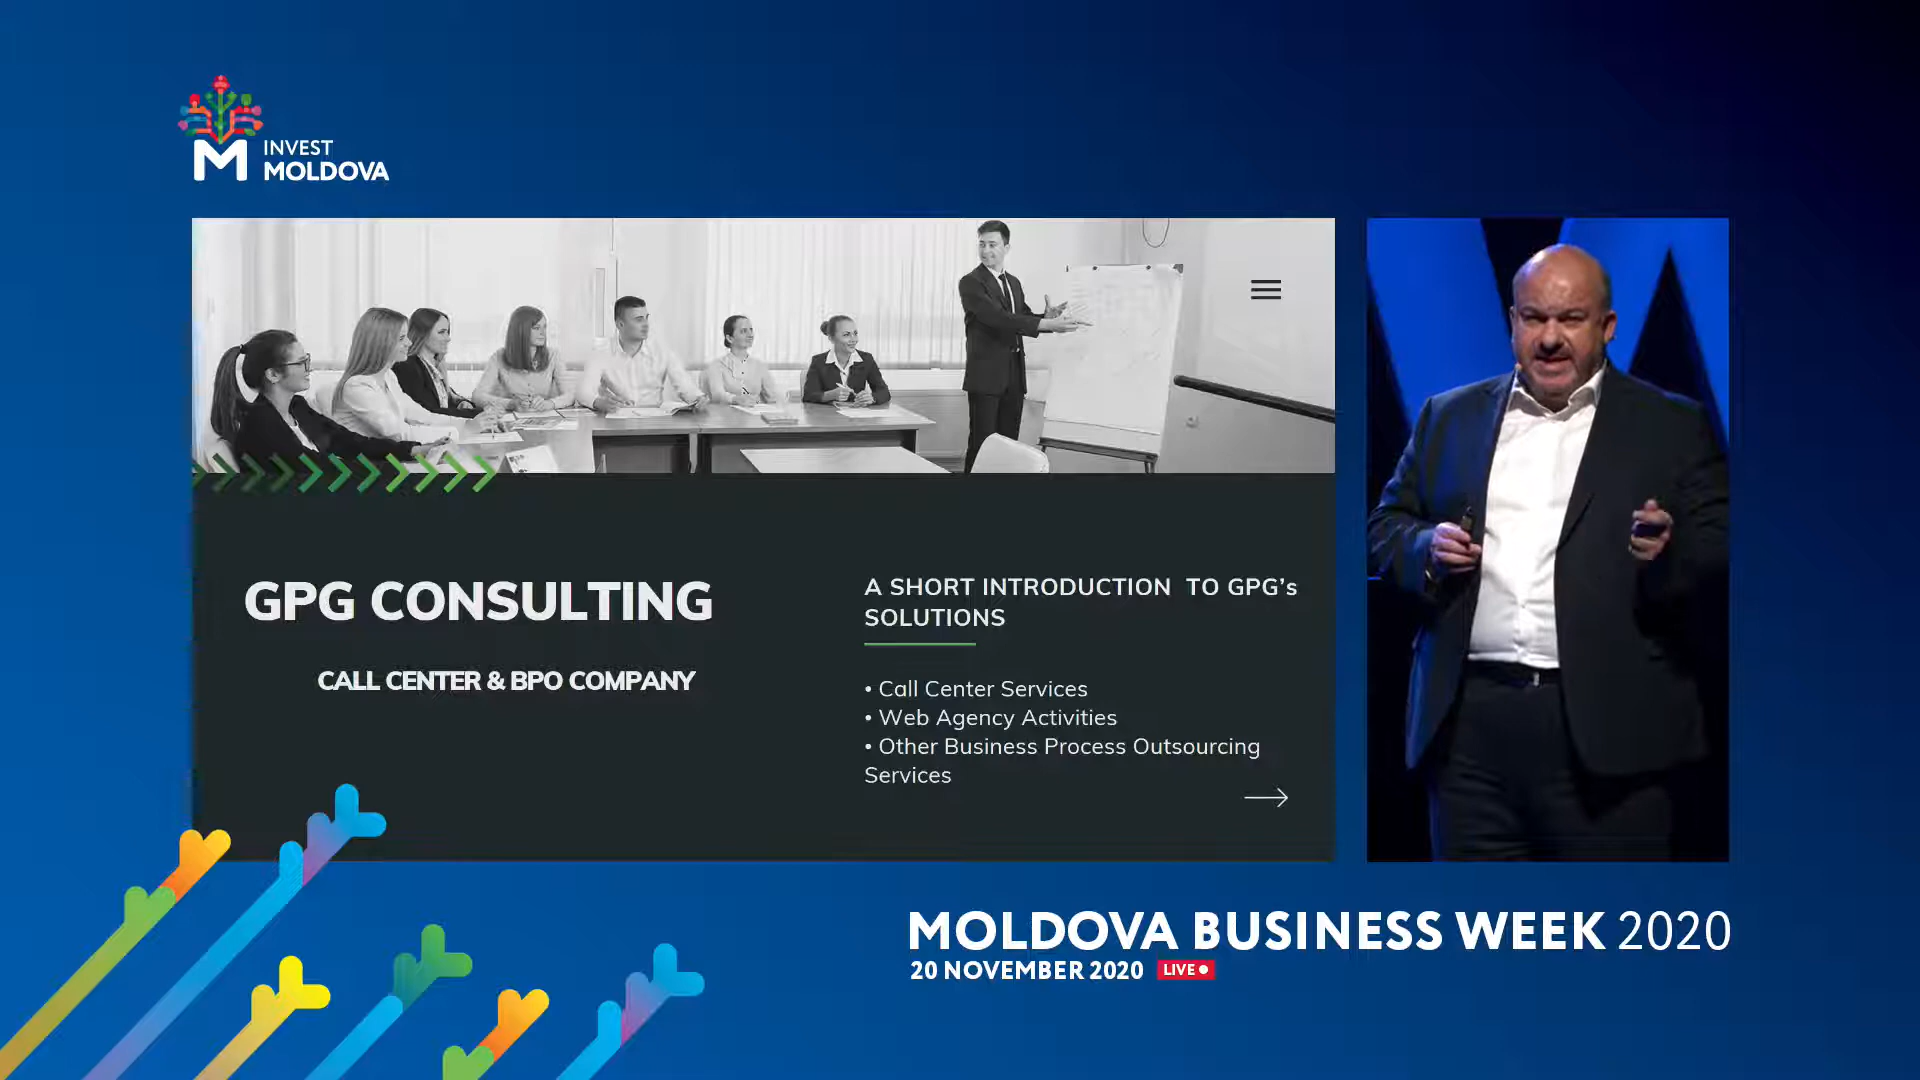 INVEST
MOLDOVA
GPG CONSULTING
CALL CENTER & BPO COMPANY
A SHORT INTRODUCTION TO GPG's
SOLUTIONS
• Call Center Services
• Web Agency Activities
• Other Business Process Outsourcing
Services
MOLDOVA BUSINESS WEEK 2020
20 NOVEMBER 2020 LIVE